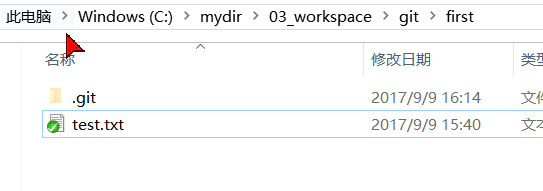 此电脑 > Windows (C:) > mydir > 03_workspace > git > first
名称 修改日期 类型
.git 2017/9/9 16:14 文件
test.txt 2017/9/9 15:40 文本